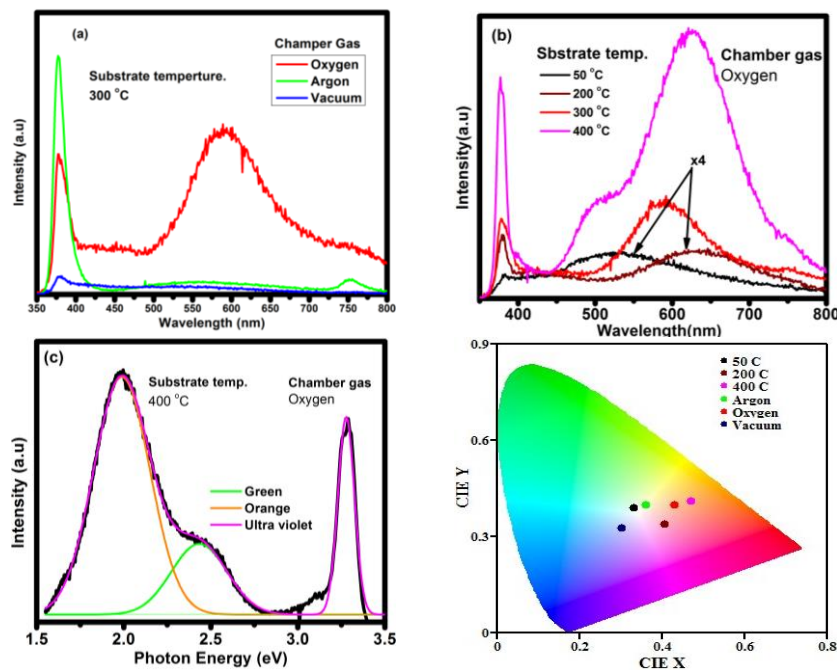 (a)
Champer Gas
Oxygen
Argon
Vacuum
Substrate temperture.
300 °C
Intensity (a.u)
350 400 450 500 550 600 650 700 750 800
Wavelength (nm)
(b)
Sbstrate temp.
50 °C
200 °C
300 °C
400 °C
Chamber gas
Oxygen
x4
Intensity(a.u)
400 500 600 700 800
Wavelength(nm)
(c)
Substrate temp.
400 °C
Chamber gas
Oxygen
Green
Orange
Ultra violet
Intensity (a.u)
1.5 2.0 2.5 3.0 3.5
Photon Energy (eV)
0.9
0.6
0.3
0
CIE Y
50 C
200 C
400 C
Argon
Oxygen
Vacuum
0 0.2 0.4 0.6 0.8
CIE X